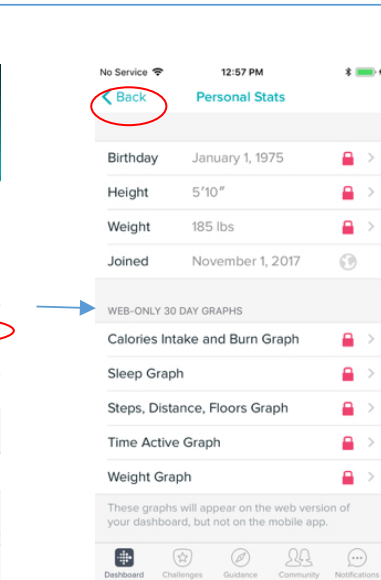 No Service 12:57 PM
Back Personal Stats
Birthday January 1, 1975
Height 5'10"
Weight 185 lbs
Joined November 1, 2017
WEB-ONLY 30 DAY GRAPHS
Calories Intake and Burn Graph
Sleep Graph
Steps, Distance, Floors Graph
Time Active Graph
Weight Graph
These graphs will appear on the web version of
your dashboard, but not on the mobile app.
Dashboard Challenges Guidance Community Notifications